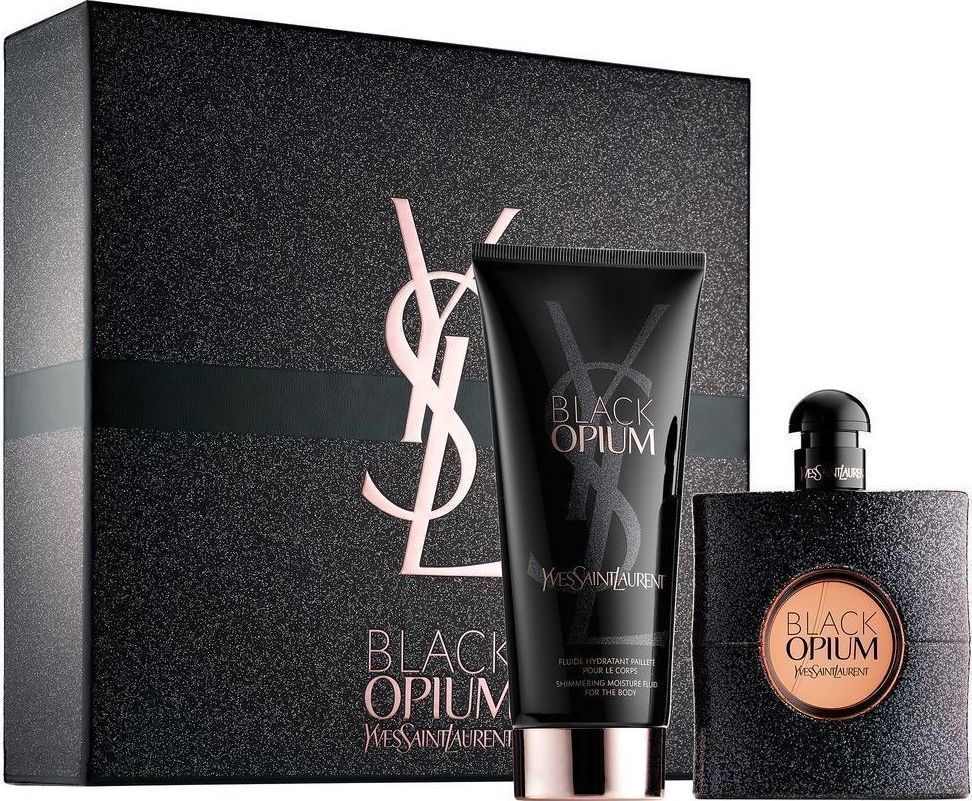 YSL
BLACK
OPIUM
YVESSAINTLAURENT
BLACK
OPIUM
YVESSAINTLAURENT
FLUIDE HYDRATANT PAILLETÉ
POUR LE CORPS
SHIMMERING MOISTURE FLUID
FOR THE BODY
YVESSAINTLAURENT
BLACK
OPIUM
YVESSAINTLAURENT